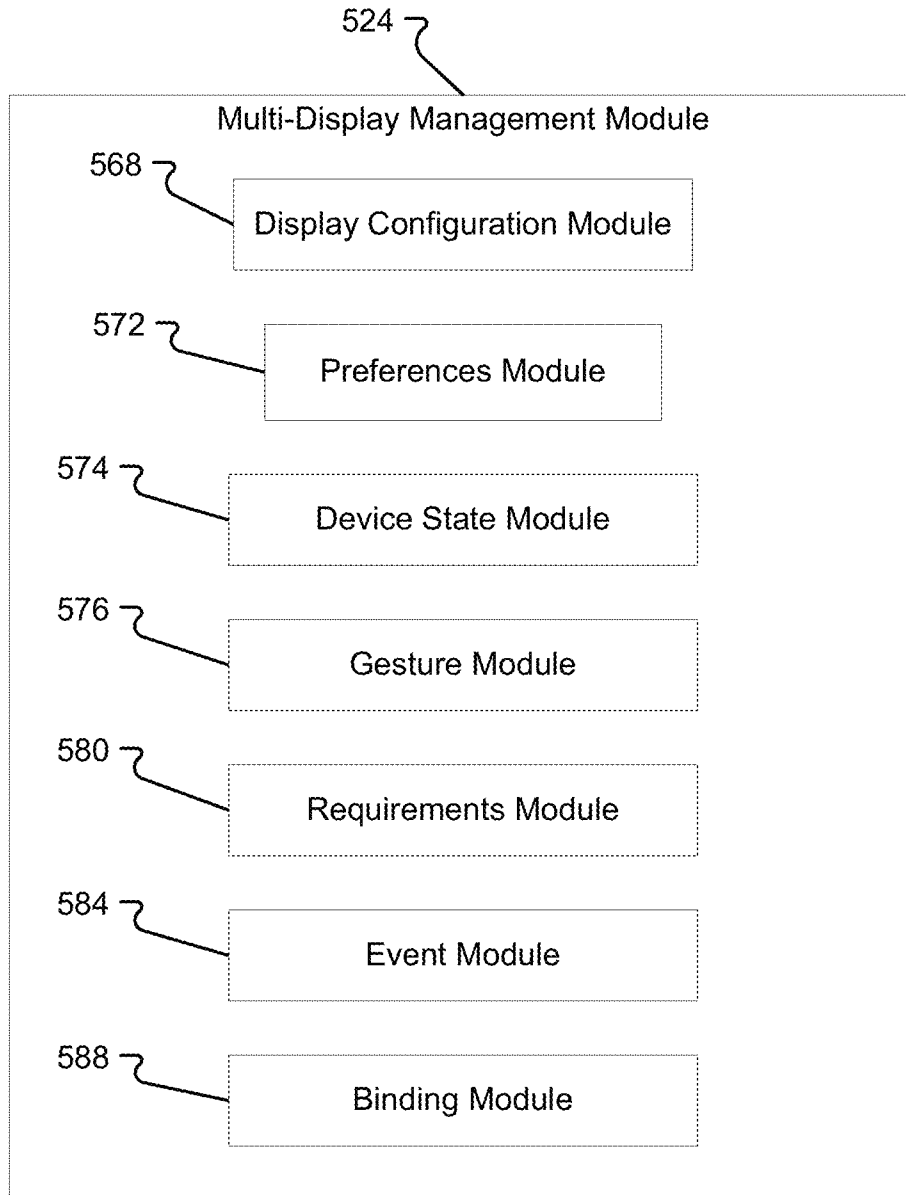 524
Multi-Display Management Module
568
Display Configuration Module
572
Preferences Module
574
Device State Module
576
Gesture Module
580
Requirements Module
584
Event Module
588
Binding Module